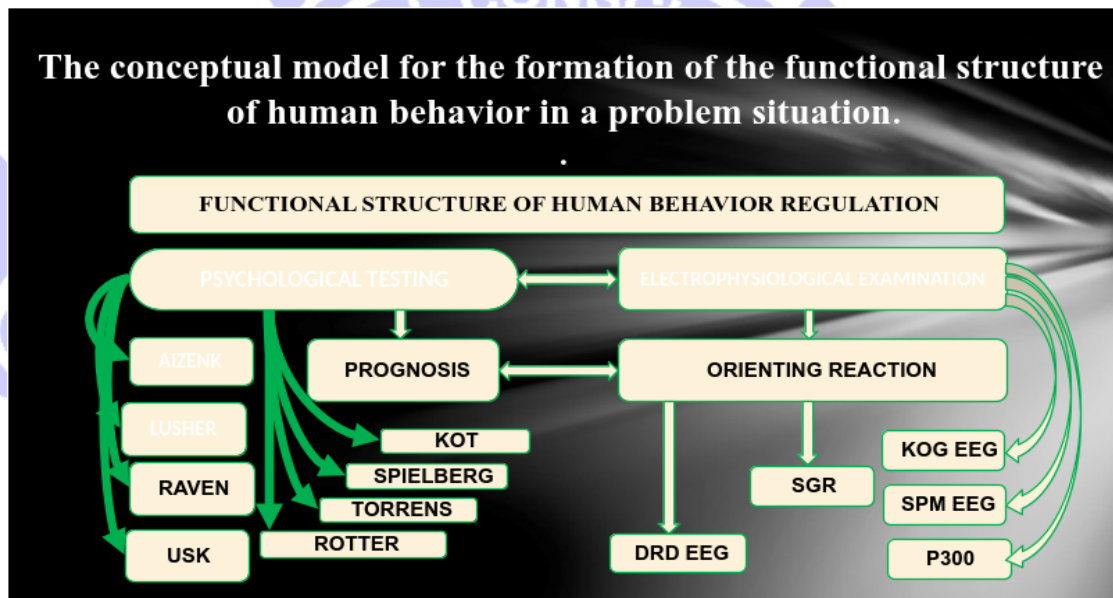 The conceptual model for the formation of the functional structure
of human behavior in a problem situation.
.
FUNCTIONAL STRUCTURE OF HUMAN BEHAVIOR REGULATION
PSYCHOLOGICAL TESTING
ELECTROPHYSIOLOGICAL EXAMINATION
AIZENK
PROGNOSIS
ORIENTING REACTION
LUSHER
KOT
KOG EEG
RAVEN
SPIELBERG
SGR
SPM EEG
TORRENS
ROTTER
USK
DRD EEG
P300